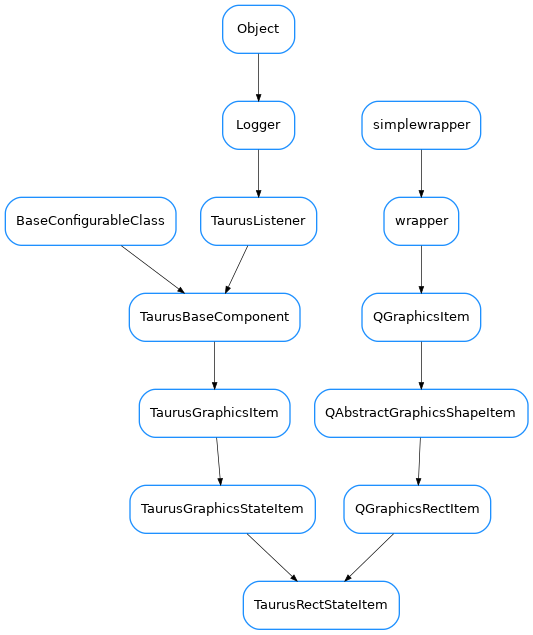 Object
Logger
simplewrapper
BaseConfigurableClass
TaurusListener
wrapper
TaurusBaseComponent
QGraphicsItem
TaurusGraphicsItem
QAbstractGraphicsShapeItem
TaurusGraphicsStateItem
QGraphicsRectItem
TaurusRectStateItem